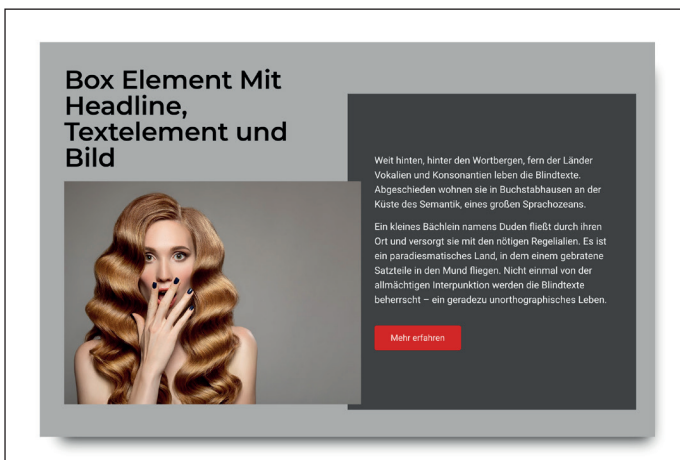 Box Element Mit
Headline,
Textelement und
Bild
Weit hinten, hinter den Wortbergen, fern der Länder
Vokalien und Konsonantien leben die Blindtexte.
Abgeschieden wohnen sie in Buchstabhausen an der
Küste des Semantik, eines großen Sprachozeans.
Ein kleines Bächlein namens Duden fließt durch ihren
Ort und versorgt sie mit den nötigen Regelialien. Es ist
ein paradiesmatisches Land, in dem einem gebratene
Satzteile in den Mund fliegen. Nicht einmal von der
allmächtigen Interpunktion werden die Blindtexte
beherrscht – ein geradezu unorthographisches Leben.
Mehr erfahren